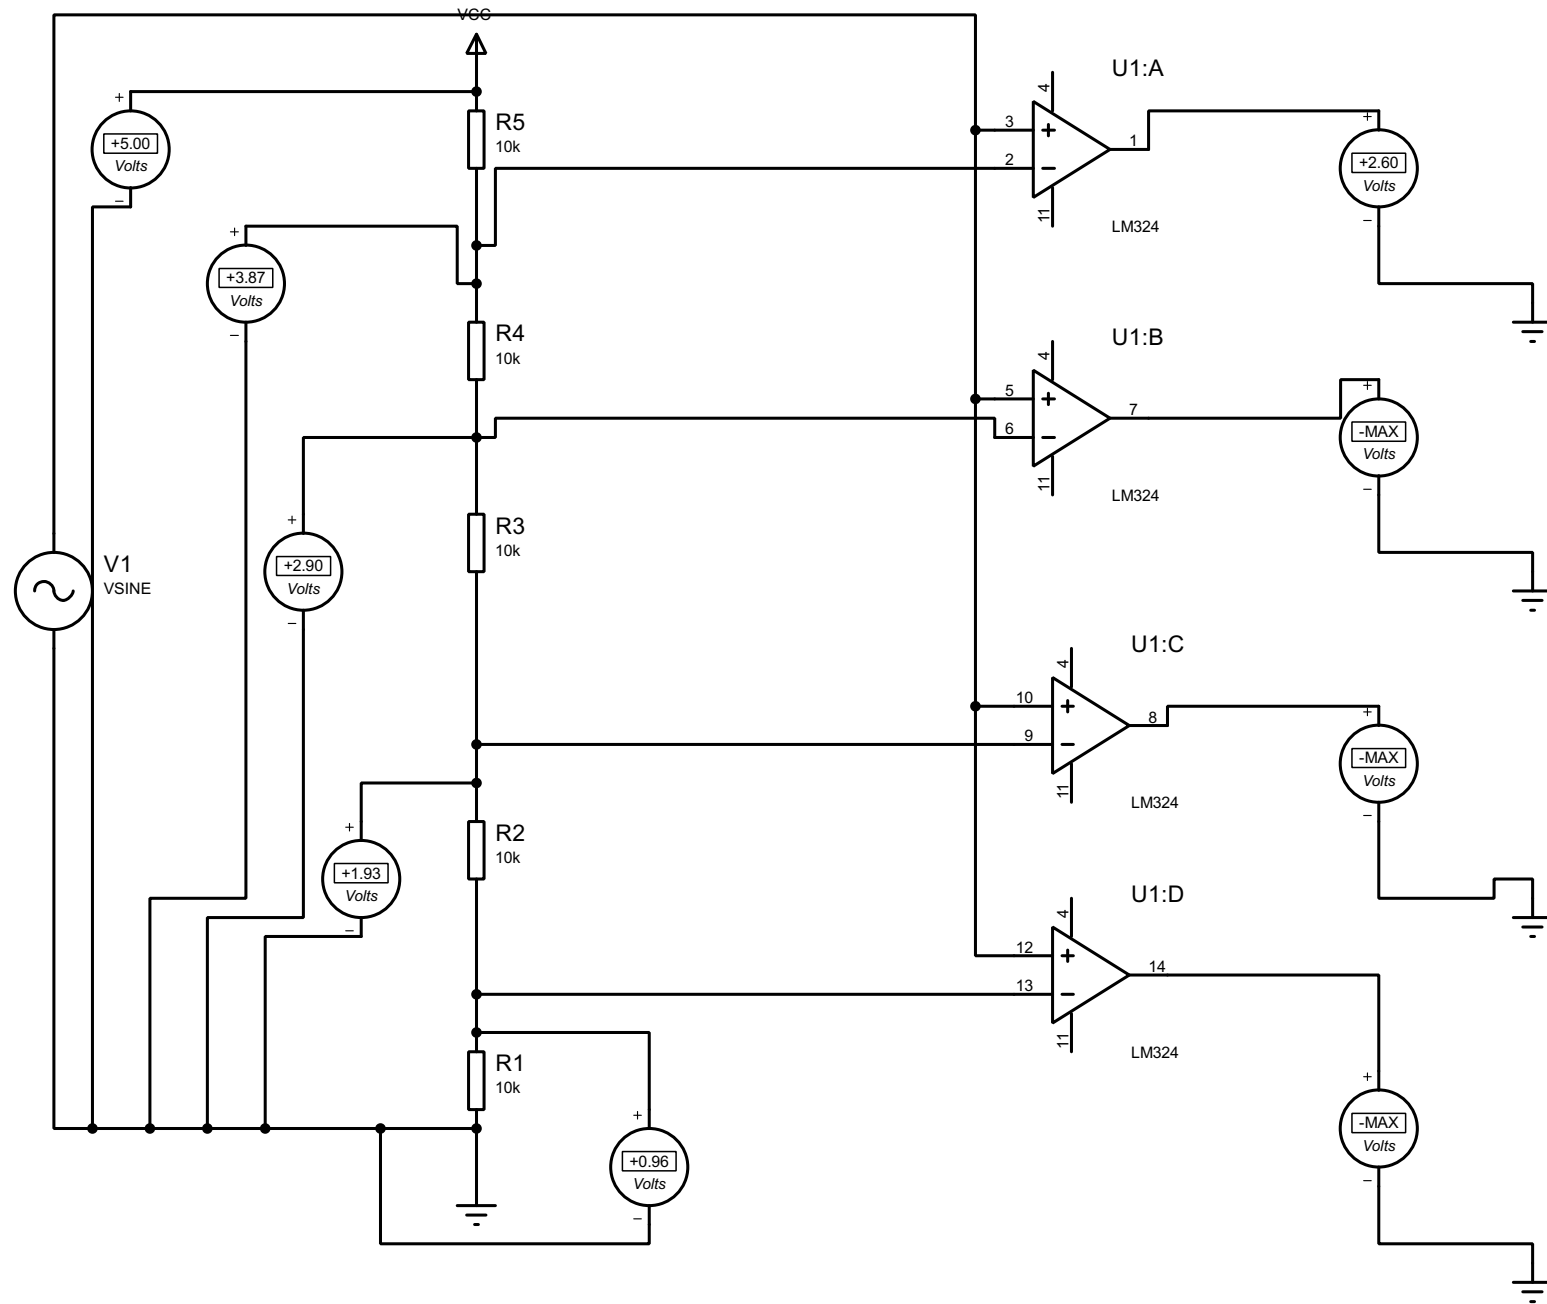 VCC
U1:A
+
+5.00
Volts
−
R5
10k
3
2
4
11
1
LM324
+
+2.60
Volts
−
+
+3.87
Volts
−
R4
10k
U1:B
5
6
4
11
7
LM324
+
-MAX
Volts
−
+
+2.90
Volts
−
R3
10k
V1
VSINE
U1:C
10
9
4
11
8
LM324
+
-MAX
Volts
−
+
+1.93
Volts
−
R2
10k
U1:D
12
13
4
11
14
LM324
+
-MAX
Volts
−
R1
10k
+
+0.96
Volts
−